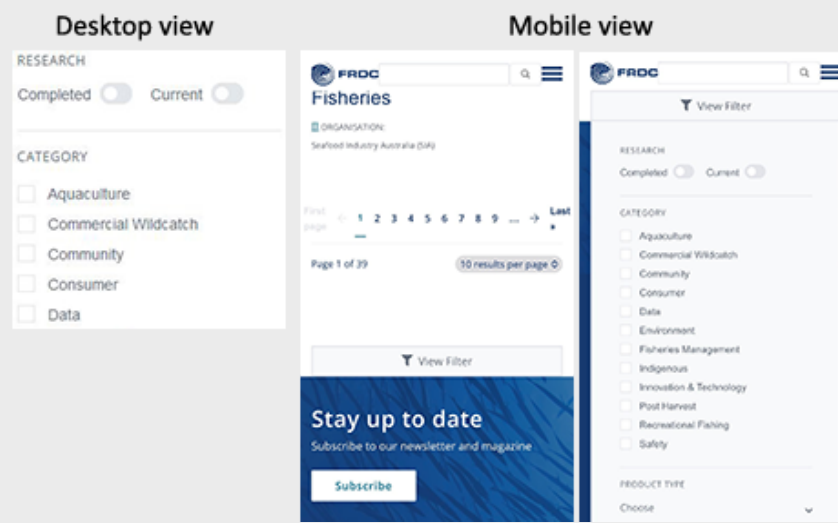 Desktop view
RESEARCH
Completed Current
CATEGORY
Aquaculture
Commercial Wildcatch
Community
Consumer
Data
Mobile view
FRDC
Fisheries
ORGANISATION:
Seafood Industry Australia (SIA)
First page ← 1 2 3 4 5 6 7 8 9 ... → Last »
Page 1 of 39 10 results per page
View Filter
Stay up to date
Subscribe to our newsletter and magazine
Subscribe
FRDC
View Filter
RESEARCH
Completed Current
CATEGORY
Aquaculture
Commercial Wildcatch
Community
Consumer
Data
Environment
Fisheries Management
Indigenous
Innovation & Technology
Post Harvest
Recreational Fishing
Safety
PRODUCT TYPE
Choose